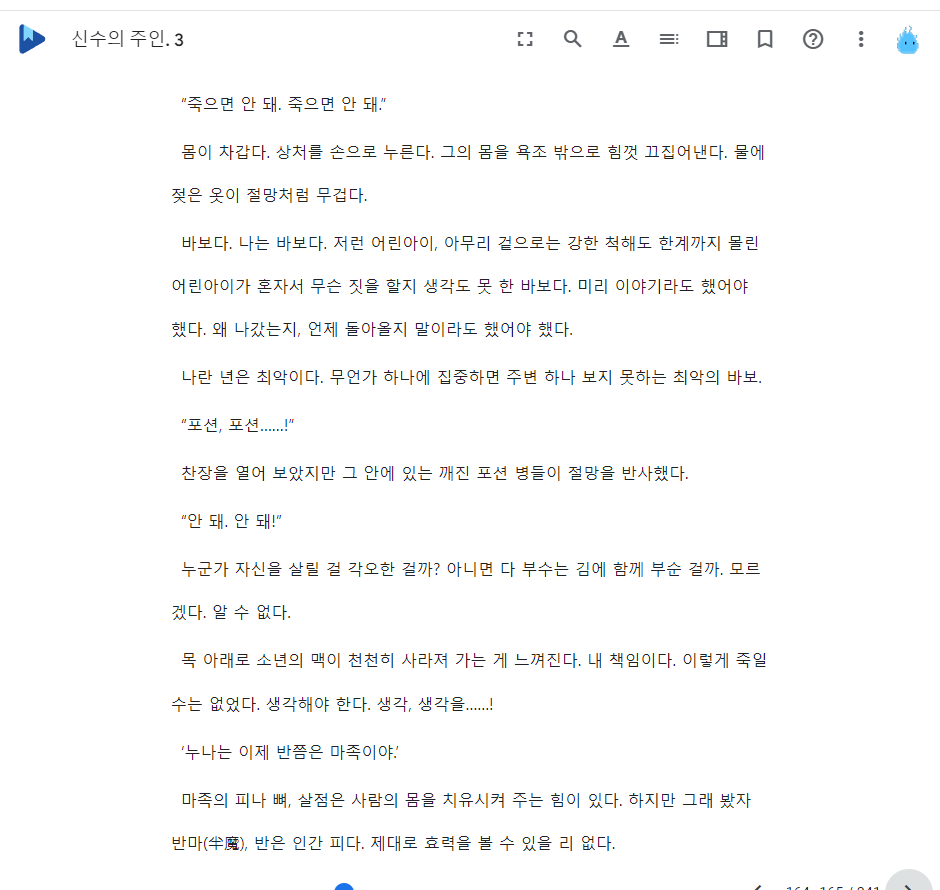 신수의 주인. 3
“죽으면 안 돼. 죽으면 안 돼.”
몸이 차갑다. 상처를 손으로 누른다. 그의 몸을 욕조 밖으로 힘껏 끄집어낸다. 물에
젖은 옷이 절망처럼 무겁다.
바보다. 나는 바보다. 저런 어린아이, 아무리 겉으로는 강한 척해도 한계까지 몰린
어린아이가 혼자서 무슨 짓을 할지 생각도 못 한 바보다. 미리 이야기라도 했어야
했다. 왜 나갔는지, 언제 돌아올지 말이라도 했어야 했다.
나란 년은 최악이다. 무언가 하나에 집중하면 주변 하나 보지 못하는 최악의 바보.
“포션, 포션……!”
찬장을 열어 보았지만 그 안에 있는 깨진 포션 병들이 절망을 반사했다.
“안 돼. 안 돼!”
누군가 자신을 살릴 걸 각오한 걸까? 아니면 다 부수는 김에 함께 부순 걸까. 모르
겠다. 알 수 없다.
목 아래로 소년의 맥이 천천히 사라져 가는 게 느껴진다. 내 책임이다. 이렇게 죽일
수는 없었다. 생각해야 한다. 생각, 생각을……!
‘누나는 이제 반쯤은 마족이야.’
마족의 피나 뼈, 살점은 사람의 몸을 치유시켜 주는 힘이 있다. 하지만 그래 봤자
반마(半魔), 반은 인간 피다. 제대로 효력을 볼 수 있을 리 없다.